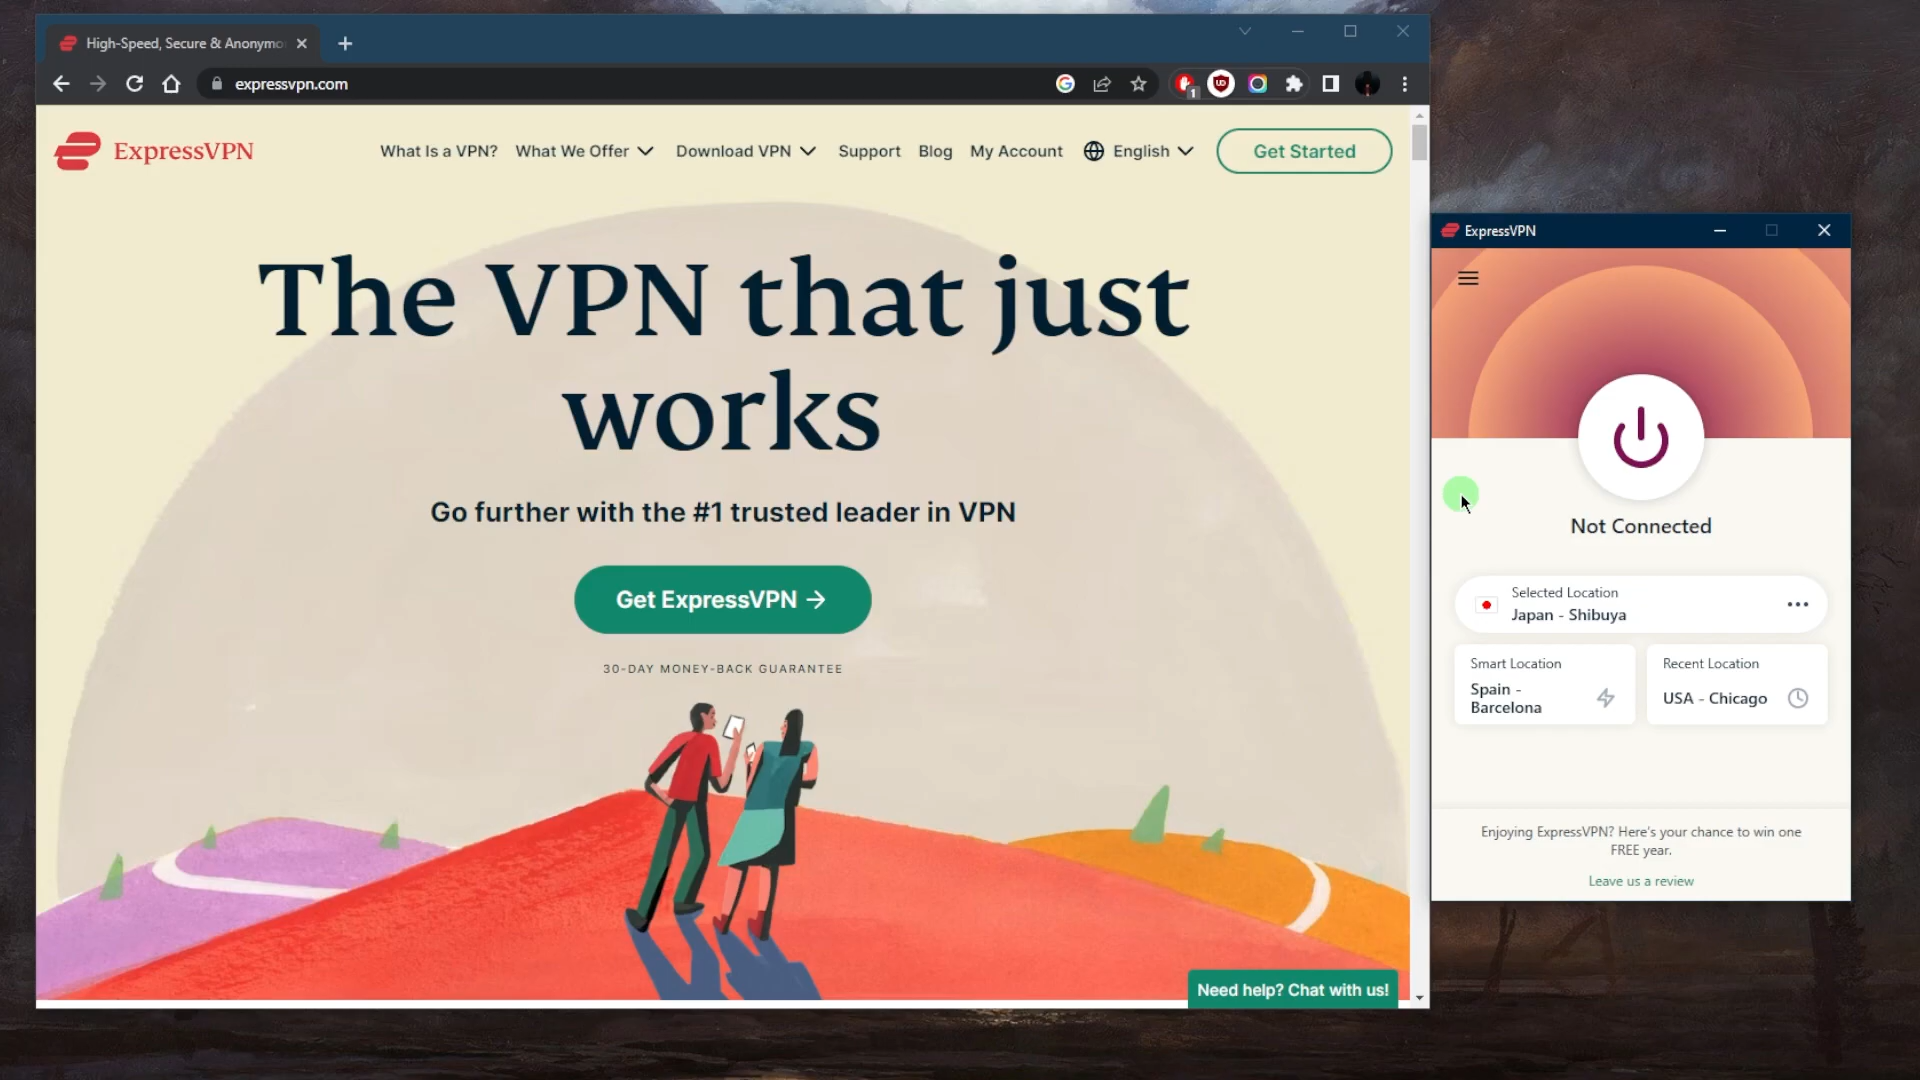 High-Speed, Secure & Anonymo
expressvpn.com
1
ExpressVPN
What Is a VPN?
What We Offer
Download VPN
Support
Blog
My Account
English
Get Started
The VPN that just
works
Go further with the #1 trusted leader in VPN
Get ExpressVPN →
30-DAY MONEY-BACK GUARANTEE
Need help? Chat with us!
ExpressVPN
Not Connected
Selected Location
Japan - Shibuya
Smart Location
Spain -
Barcelona
Recent Location
USA - Chicago
Enjoying ExpressVPN? Here's your chance to win one
FREE year.
Leave us a review